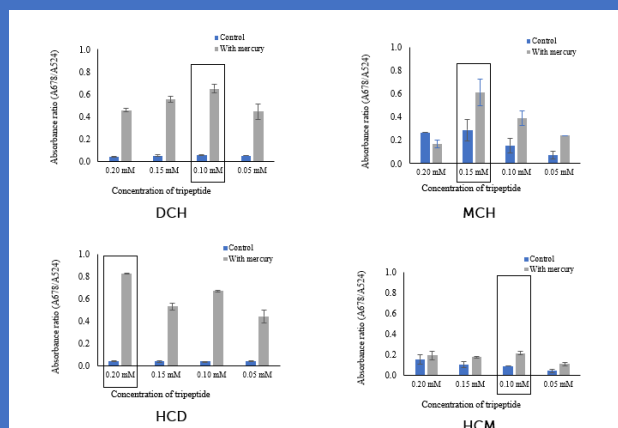 Control
With mercury
Absorbance ratio (A678/A524)
1.0
0.8
0.6
0.4
0.2
0.0
0.20 mM 0.15 mM 0.10 mM 0.05 mM
Concentration of tripeptide
DCH
Control
With mercury
Absorbance ratio (A678/A524)
1.0
0.8
0.6
0.4
0.2
0.0
0.20 mM 0.15 mM 0.10 mM 0.05 mM
Concentration of tripeptide
MCH
Control
With mercury
Absorbance ratio (A678/A524)
1.0
0.8
0.6
0.4
0.2
0.0
0.20 mM 0.15 mM 0.10 mM 0.05 mM
Concentration of tripeptide
HCD
Control
With mercury
Absorbance ratio (A678/A524)
1.0
0.8
0.6
0.4
0.2
0.0
0.20 mM 0.15 mM 0.10 mM 0.05 mM
Concentration of tripeptide
HCM